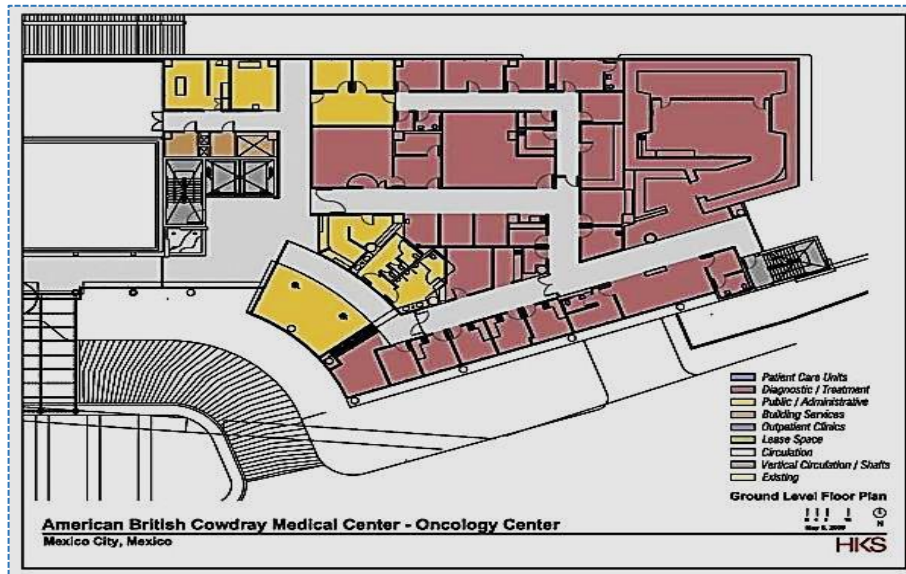 Patient Care Units
Diagnostic / Treatment
Public / Administrative
Building Services
Outpatient Clinics
Lease Space
Circulation
Vertical Circulation / Shafts
Existing
Ground Level Floor Plan
N
American British Cowdray Medical Center - Oncology Center
Mexico City, Mexico
HKS